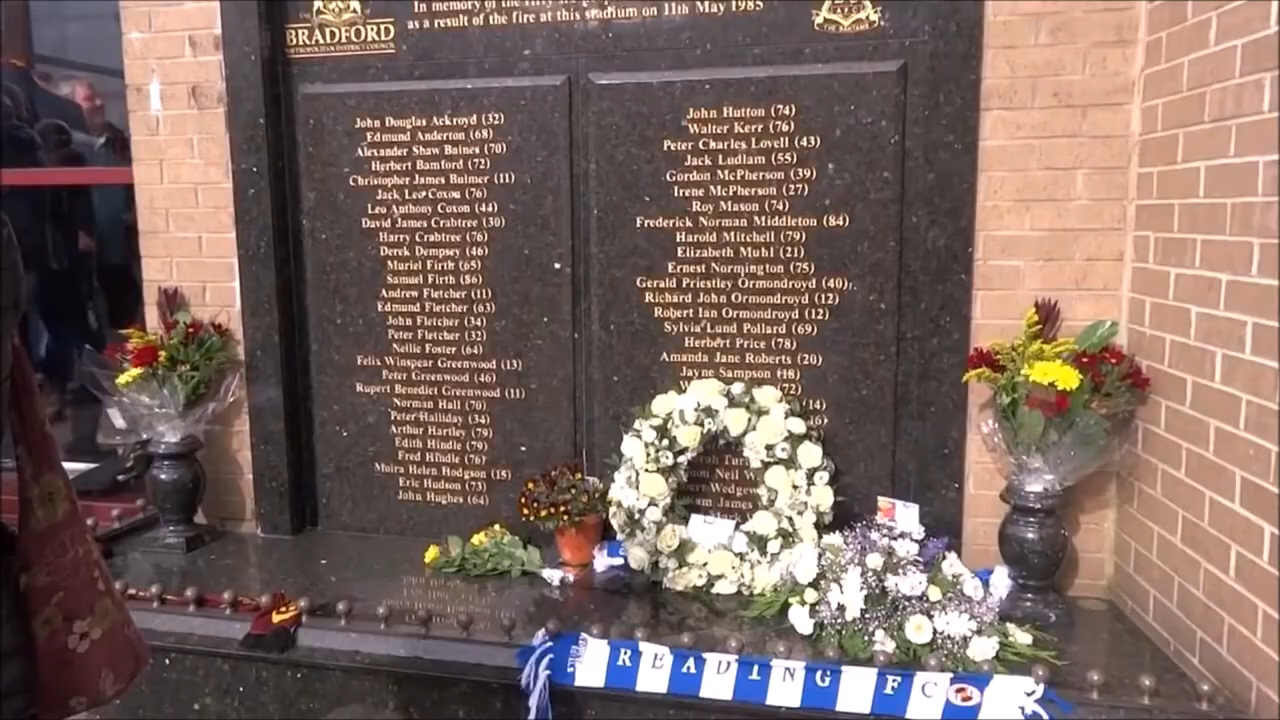 In memory of the fifty six
as a result of the fire at this stadium on 11th May 1985
BRADFORD
METROPOLITAN DISTRICT COUNCIL
THE BANTAMS
John Douglas Ackroyd (32)
Edmund Anderton (68)
Alexander Shaw Baines (70)
Herbert Bamford (72)
Christopher James Bulmer (11)
Jack Leo Coxon (76)
Leo Anthony Coxon (44)
David James Crabtree (30)
Harry Crabtree (76)
Derek Dempsey (46)
Muriel Firth (65)
Samuel Firth (86)
Andrew Fletcher (11)
Edmund Fletcher (63)
John Fletcher (34)
Peter Fletcher (32)
Nellie Foster (64)
Felix Winspear Greenwood (13)
Peter Greenwood (46)
Rupert Benedict Greenwood (11)
Norman Hall (70)
Peter Halliday (34)
Arthur Hartley (79)
Edith Hindle (79)
Fred Hindle (76)
Moira Helen Hodgson (15)
Eric Hudson (73)
John Hughes (64)
John Hutton (74)
Walter Kerr (76)
Peter Charles Lovell (43)
Jack Ludlam (55)
Gordon McPherson (39)
Irene McPherson (27)
Roy Mason (74)
Frederick Norman Middleton (84)
Harold Mitchell (79)
Elizabeth Muhl (21)
Ernest Normington (75)
Gerald Priestley Ormondroyd (40)
Richard John Ormondroyd (12)
Robert Ian Ormondroyd (12)
Sylvia Lund Pollard (69)
Herbert Price (78)
Amanda Jane Roberts (20)
Jayne Sampson (18)
W (72)
(14)
Neil W
Wedgew
James
READING FC